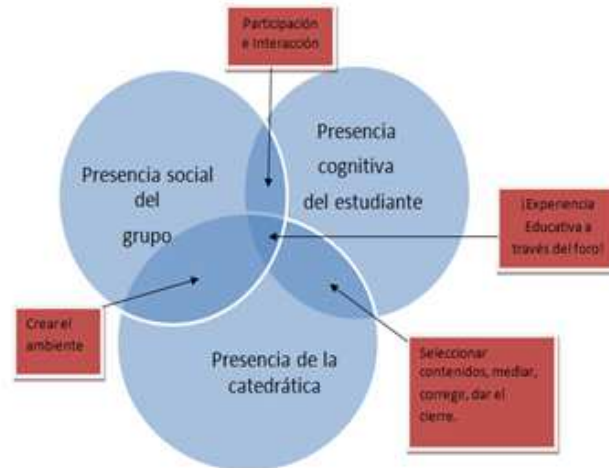 Participación
e Interacción
Presencia
cognitiva
del estudiante
Presencia social
del
grupo
¡Experiencia
Educativa a
través del foro!
Crear el
ambiente
Seleccionar
contenidos, mediar,
corregir, dar el
cierre.
Presencia de la
catedrática